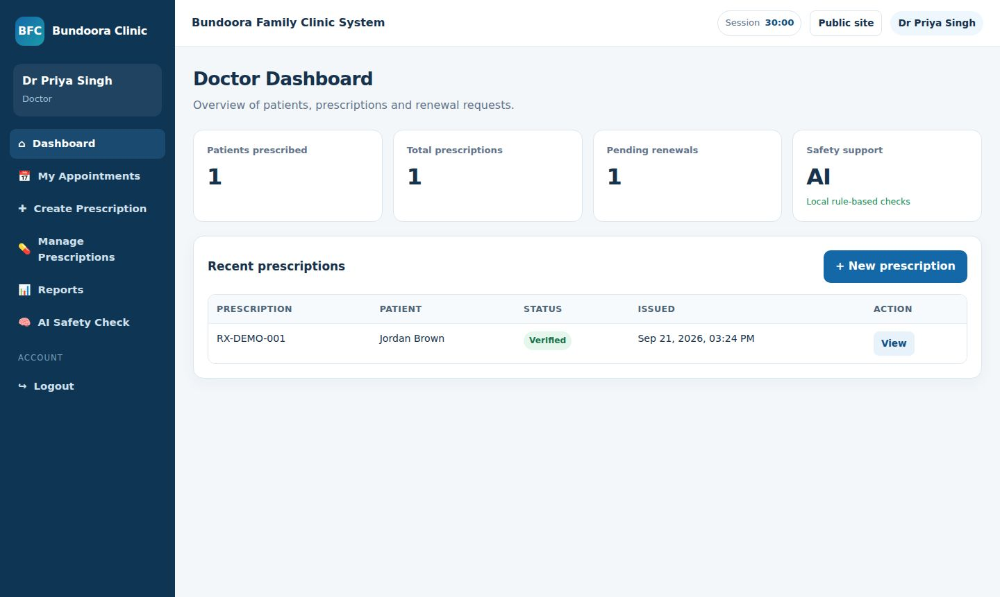 BFC Bundoora Clinic
Dr Priya Singh
Doctor
Dashboard
My Appointments
Create Prescription
Manage
Prescriptions
Reports
AI Safety Check
ACCOUNT
Logout
Bundoora Family Clinic System
Session 30:00
Public site
Dr Priya Singh
Doctor Dashboard
Overview of patients, prescriptions and renewal requests.
Patients prescribed
1
Total prescriptions
1
Pending renewals
1
Safety support
AI
Local rule-based checks
Recent prescriptions
+ New prescription
PRESCRIPTION PATIENT STATUS ISSUED ACTION
RX-DEMO-001 Jordan Brown Verified Sep 21, 2026, 03:24 PM View